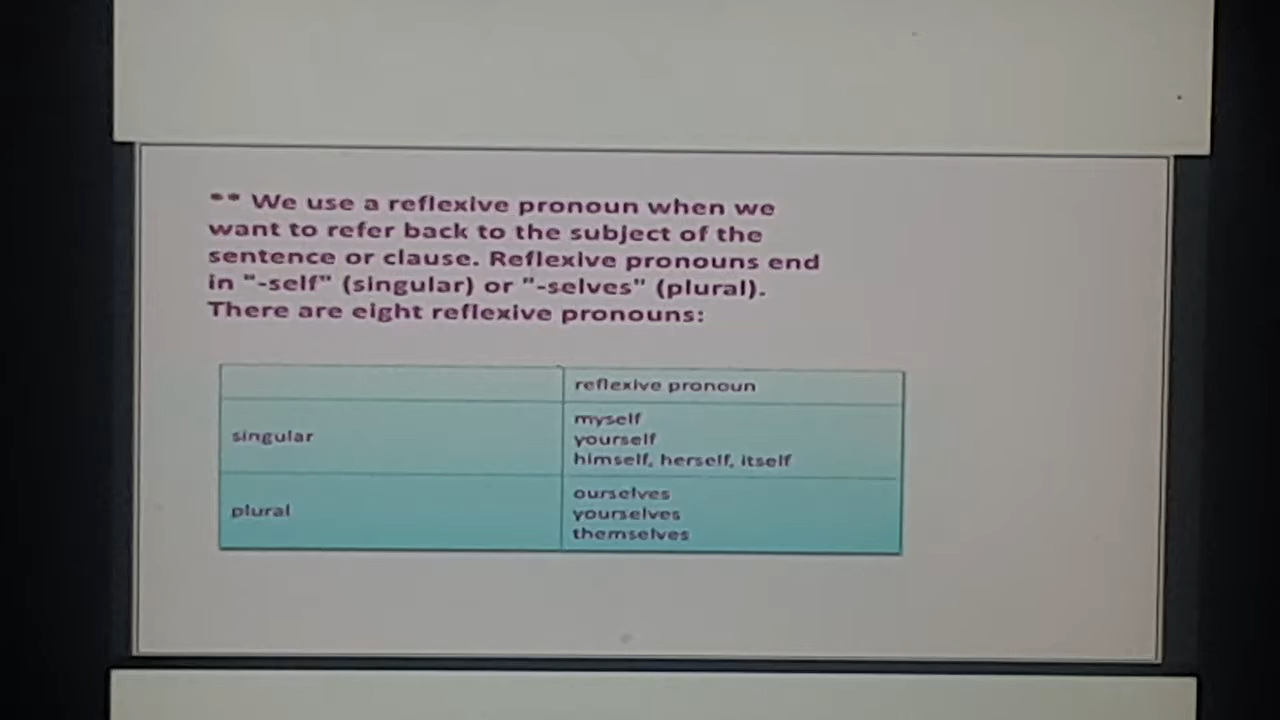 ** We use a reflexive pronoun when we
want to refer back to the subject of the
sentence or clause. Reflexive pronouns end
in "-self" (singular) or "-selves" (plural).
There are eight reflexive pronouns:
reflexive pronoun
singular
myself
yourself
himself, herself, itself
plural
ourselves
yourselves
themselves